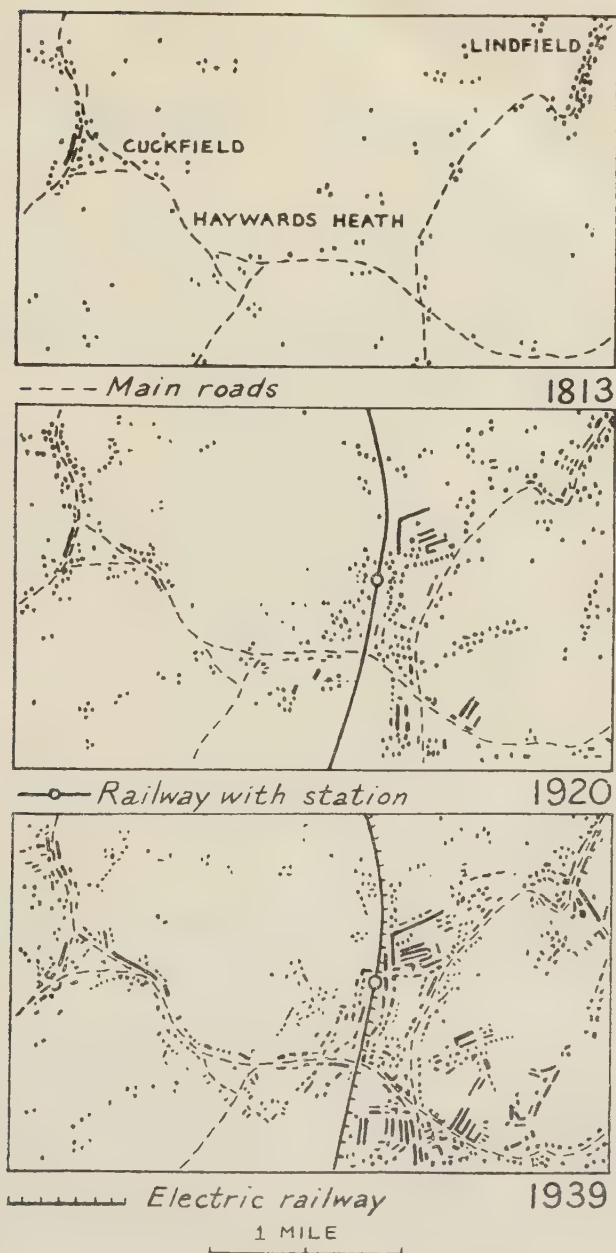 LINDFIELD
CUCKFIELD
HAYWARDS HEATH
Main roads 1813
Railway with station 1920
Electric railway 1939
1 MILE